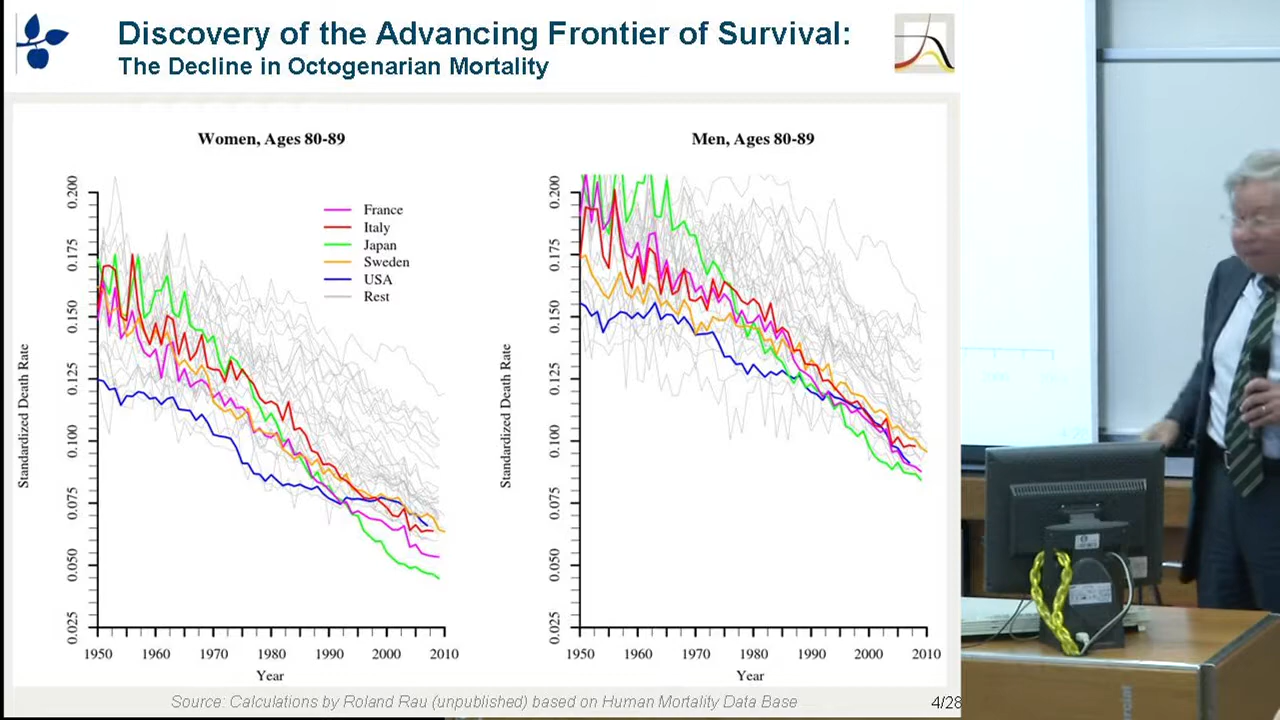 Discovery of the Advancing Frontier of Survival:
The Decline in Octogenarian Mortality
Women, Ages 80-89
Standardized Death Rate
0.200
0.175
0.150
0.125
0.100
0.075
0.050
0.025
France
Italy
Japan
Sweden
USA
Rest
1950 1960 1970 1980 1990 2000 2010
Year
Men, Ages 80-89
Standardized Death Rate
0.200
0.175
0.150
0.125
0.100
0.075
0.050
0.025
1950 1960 1970 1980 1990 2000 2010
Year
Source: Calculations by Roland Rau (unpublished) based on Human Mortality Data Base
4/28